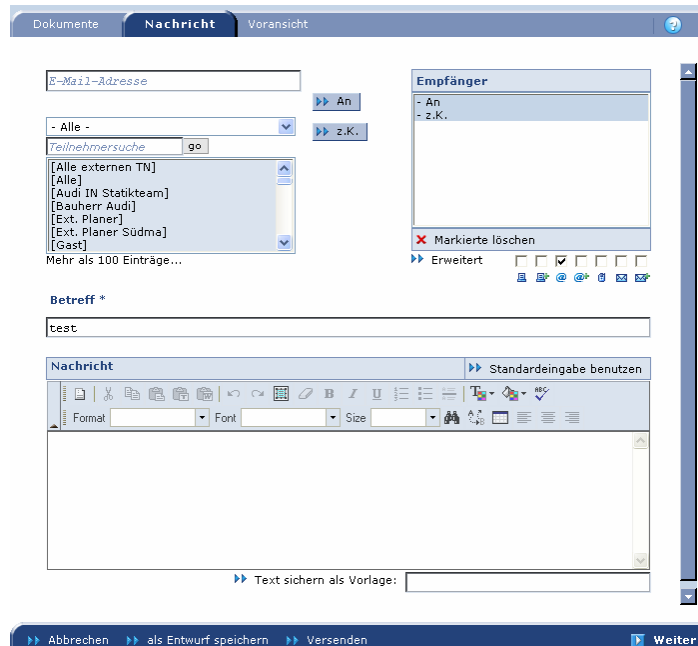 Dokumente Nachricht Voransicht ?
E-Mail-Adresse
An
- Alle -
z.K.
Teilnehmersuche go
[Alle externen TN]
[Alle]
[Audi IN Statikteam]
[Bauherr Audi]
[Ext. Planer]
[Ext. Planer Südma]
[Gast]
Mehr als 100 Einträge...
Empfänger
- An
- z.K.
Markierte löschen
Erweitert
Betreff *
test
Nachricht Standardeingabe benutzen
B I U ABC
Format Font Size
Text sichern als Vorlage:
Abbrechen als Entwurf speichern Versenden Weiter